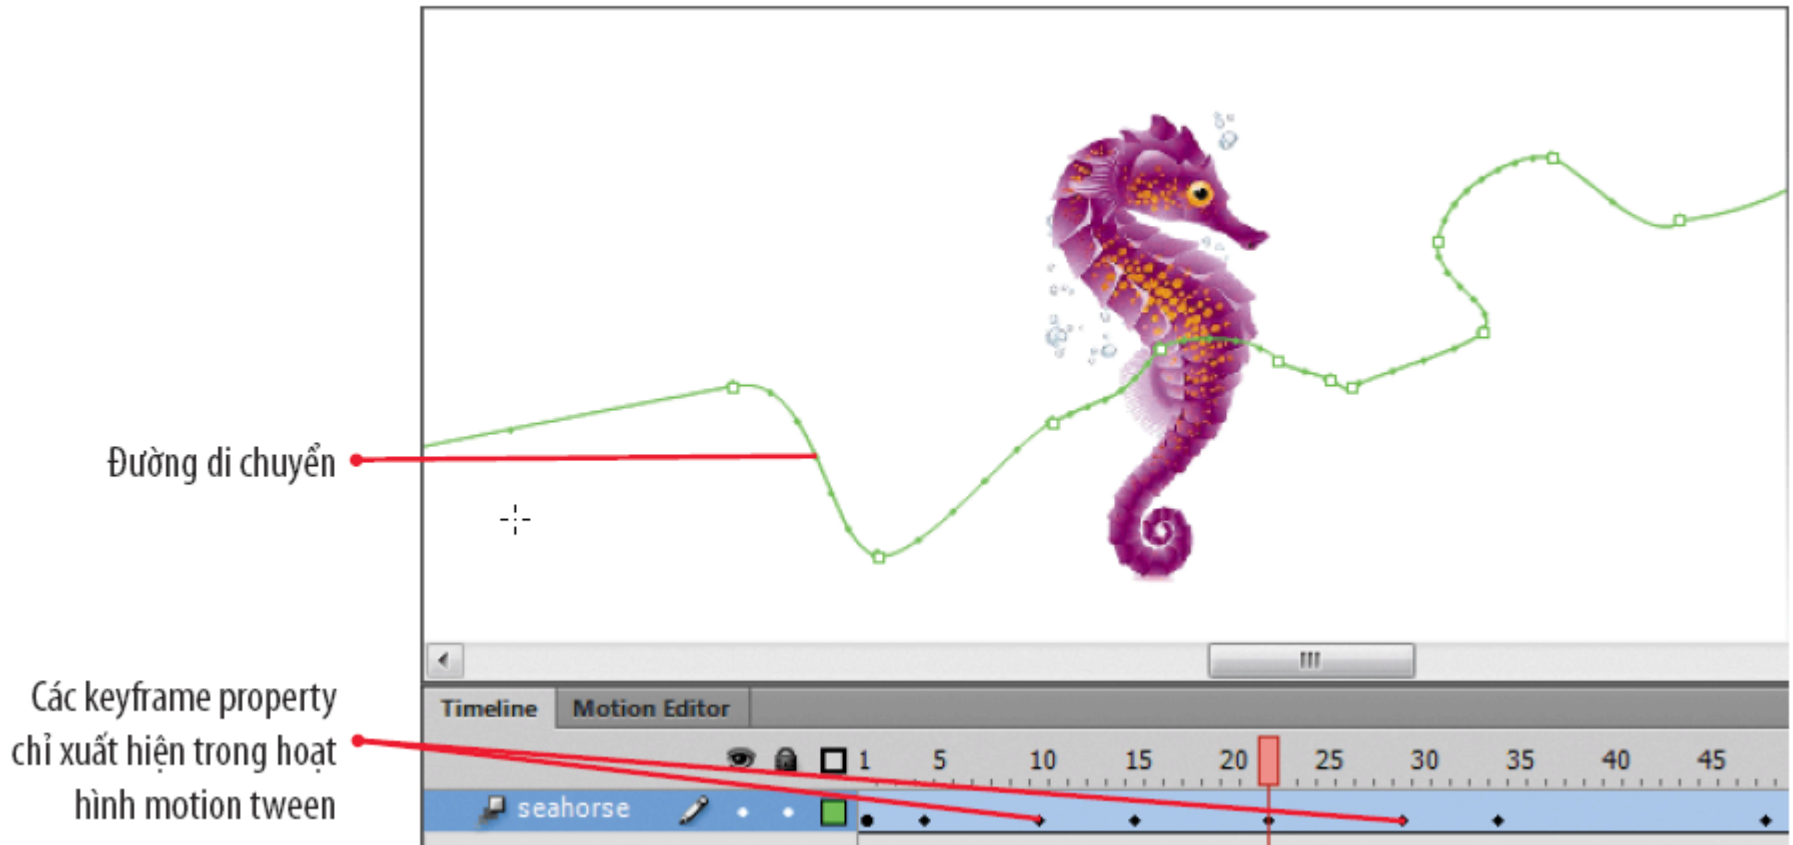 Đường di chuyển
Các keyframe property
chỉ xuất hiện trong hoạt
hình motion tween
Timeline
Motion Editor
1 5 10 15 20 25 30 35 40 45
seahorse